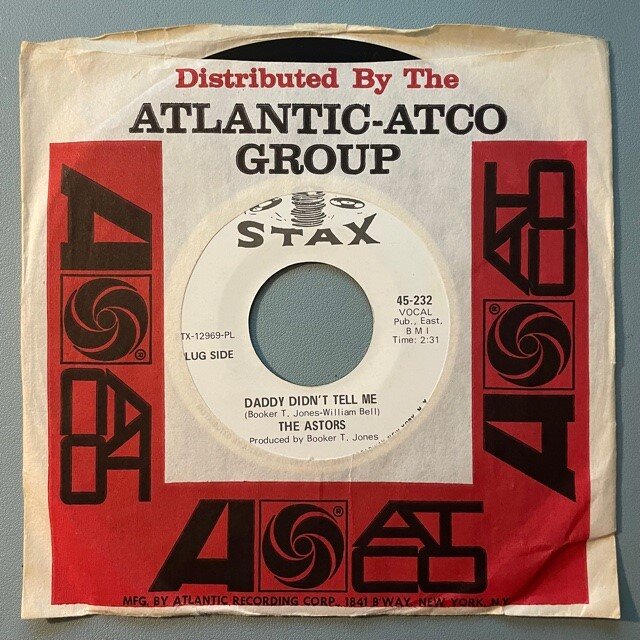 Distributed By The
ATLANTIC-ATCO
GROUP
STAX
45-232
VOCAL
Pub., East,
B M I
Time: 2:31
TX-12969-PL
LUG SIDE
DADDY DIDN'T TELL ME
(Booker T. Jones-William Bell)
THE ASTORS
Produced by Booker T. Jones
A
ATCO
®
A
ATCO
®
A
ATCO
®
MFG. BY ATLANTIC RECORDING CORP., 1841 B'WAY, NEW YORK, N.Y.